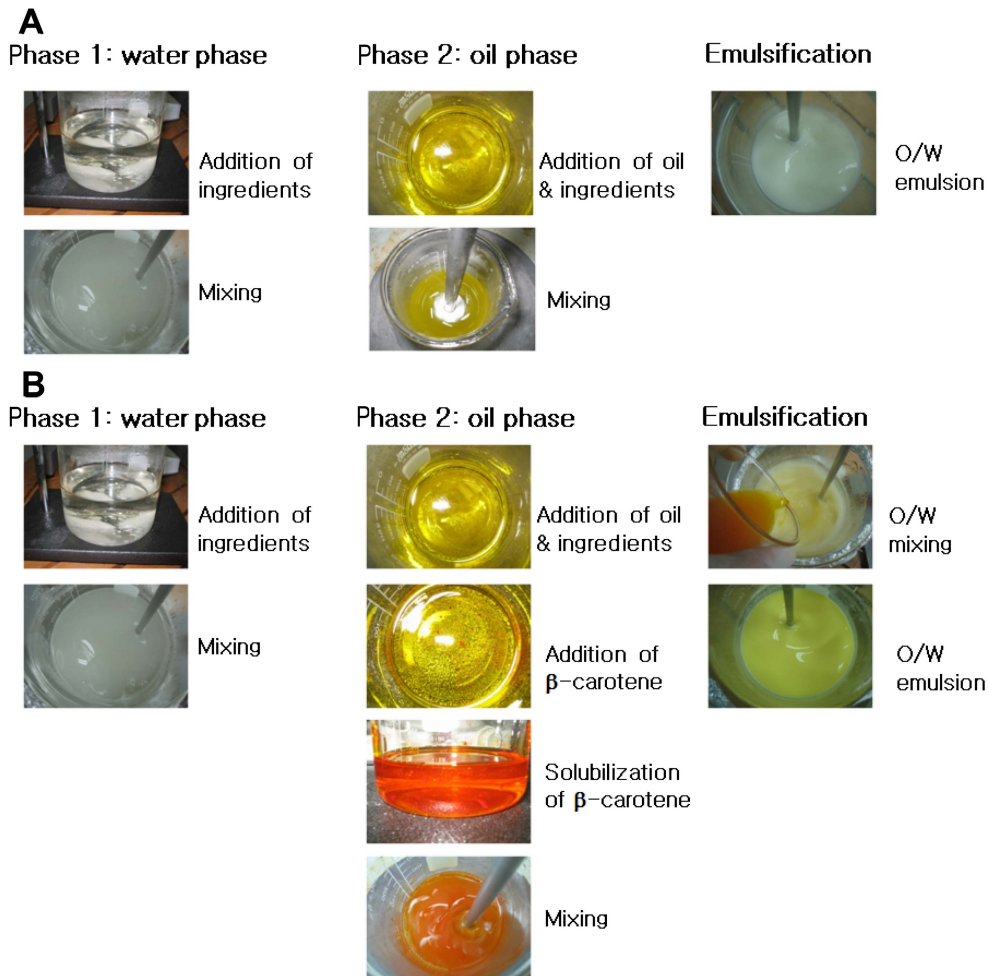 A
Phase 1: water phase
Phase 2: oil phase
Emulsification
Addition of
ingredients
Addition of oil
& ingredients
O/W
emulsion
Mixing
Mixing
B
Phase 1: water phase
Phase 2: oil phase
Emulsification
Addition of
ingredients
Addition of oil
& ingredients
O/W
mixing
Mixing
Addition of
β-carotene
O/W
emulsion
Solubilization
of β-carotene
Mixing